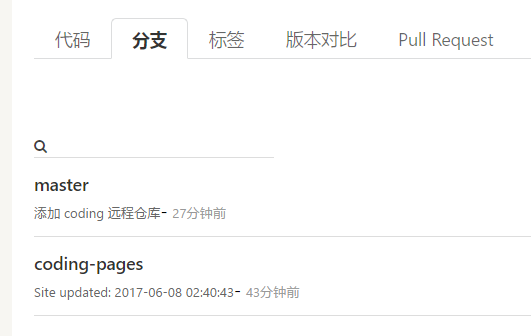 代码 分支 标签 版本对比 Pull Request
master
添加 coding 远程仓库- 27分钟前
coding-pages
Site updated: 2017-06-08 02:40:43- 43分钟前